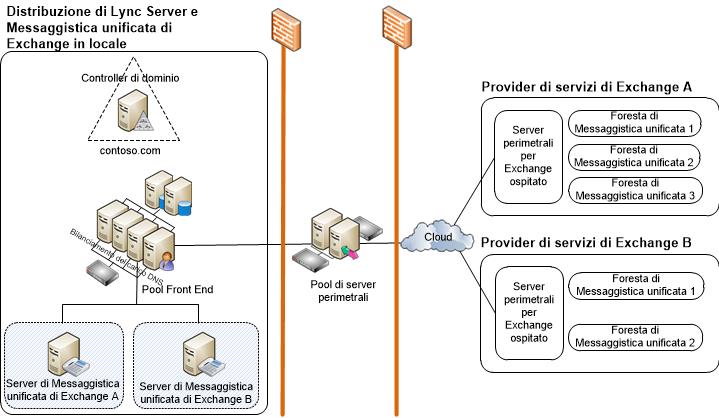 Distribuzione di Lync Server e
Messaggistica unificata di
Exchange in locale
Controller di dominio
contoso.com
Bilanciamento del carico DNS
Pool Front End
Server di Messaggistica
unificata di Exchange A
Server di Messaggistica
unificata di Exchange B
Pool di server
perimetrali
Cloud
Provider di servizi di Exchange A
Server
perimetrali
per
Exchange
ospitato
Foresta di
Messaggistica unificata 1
Foresta di
Messaggistica unificata 2
Foresta di
Messaggistica unificata 3
Provider di servizi di Exchange B
Server
perimetrali
per
Exchange
ospitato
Foresta di
Messaggistica unificata 1
Foresta di
Messaggistica unificata 2